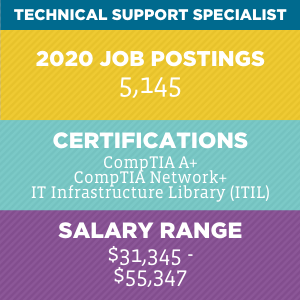 TECHNICAL SUPPORT SPECIALIST
2020 JOB POSTINGS
5,145
CERTIFICATIONS
CompTIA A+
CompTIA Network+
IT Infrastructure Library (ITIL)
SALARY RANGE
$31,345 -
$55,347